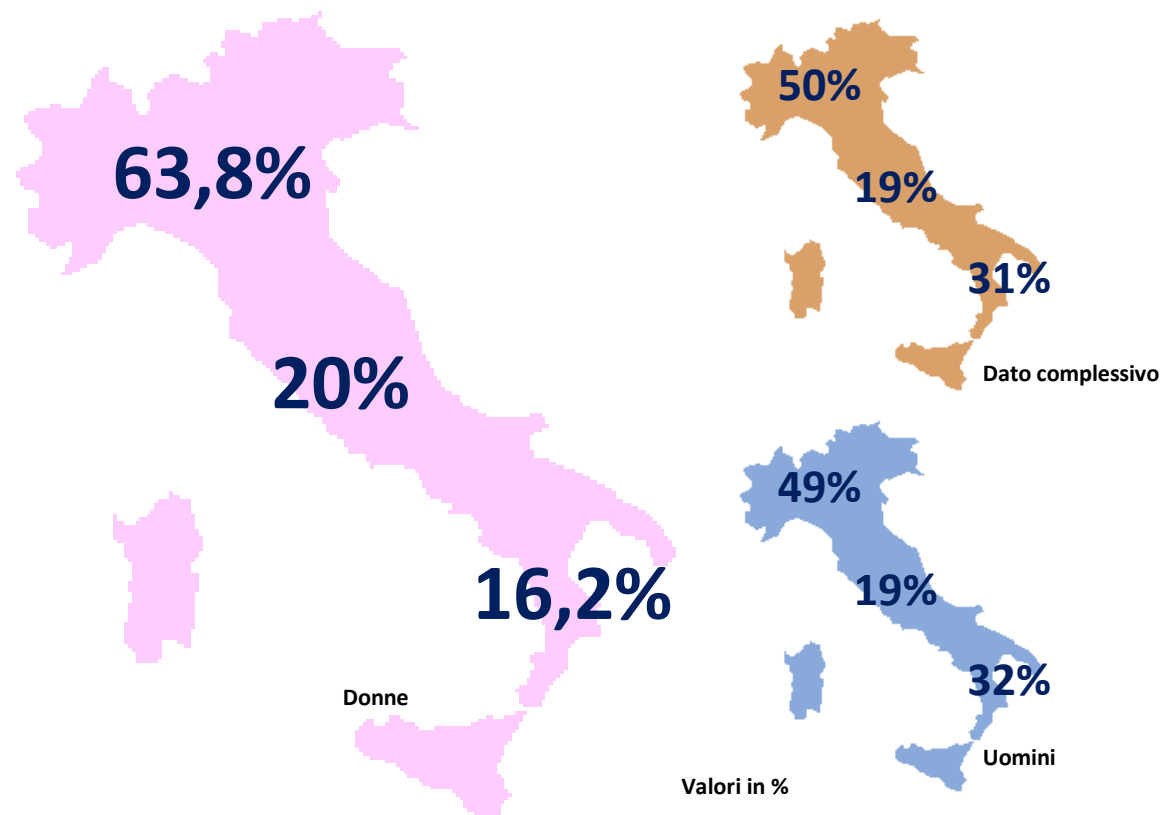 63,8%
20%
16,2%
Donne
50%
19%
31%
Dato complessivo
49%
19%
32%
Uomini
Valori in %